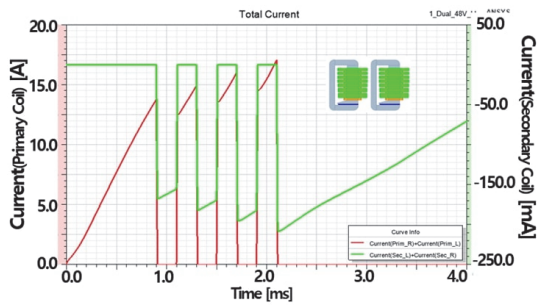 Total Current
1_Dual_48V_
ANSYS
20.0
15.0
10.0
5.0
0.0
Current(Primary Coil) [A]
50.0
-50.0
-150.0
-250.0
Current(Secondary Coil) [mA]
0.0 1.0 2.0 3.0 4.0
Time [ms]
Curve Info
Current(Prim_R)+Current(Prim_L)
Current(Sec_L)+Current(Sec_R)